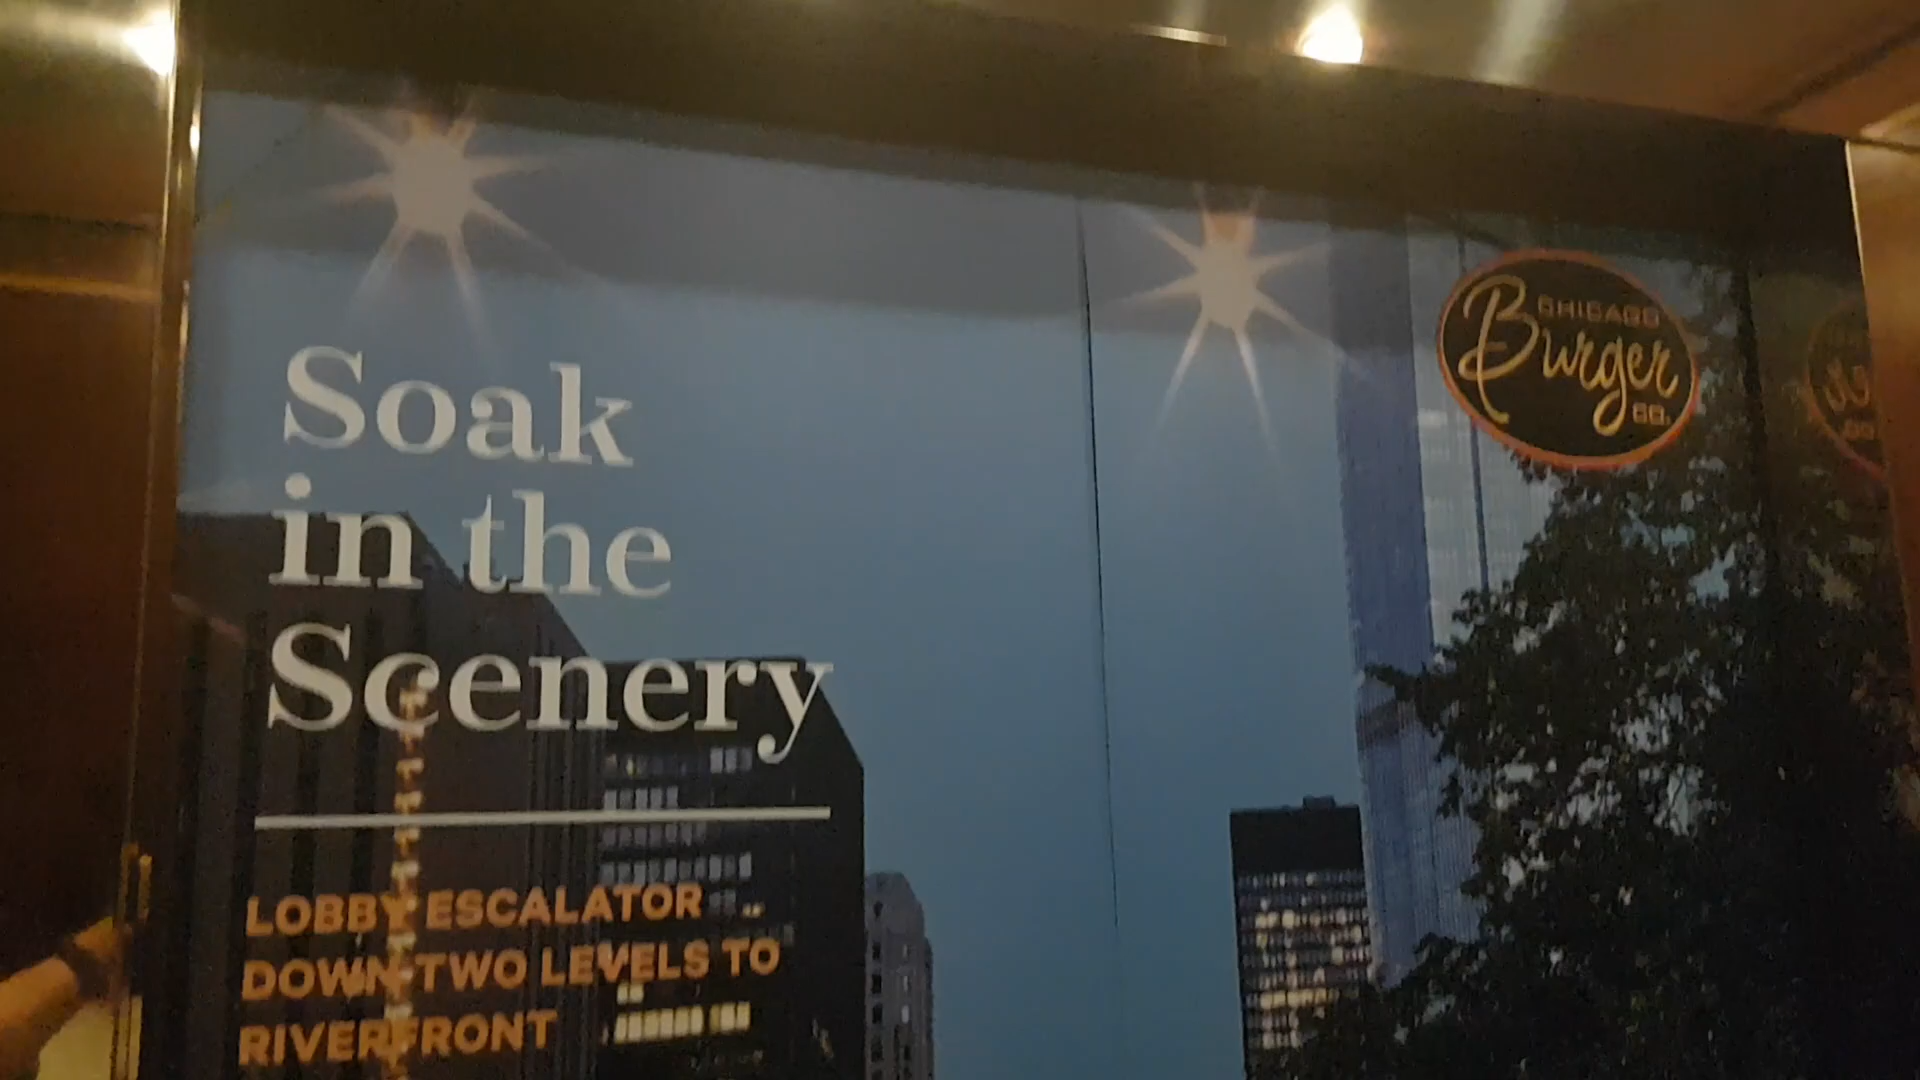 Soak
in the
Scenery
CHICAGO
Burger
CO.
LOBBY ESCALATOR
DOWN TWO LEVELS TO
RIVERFRONT